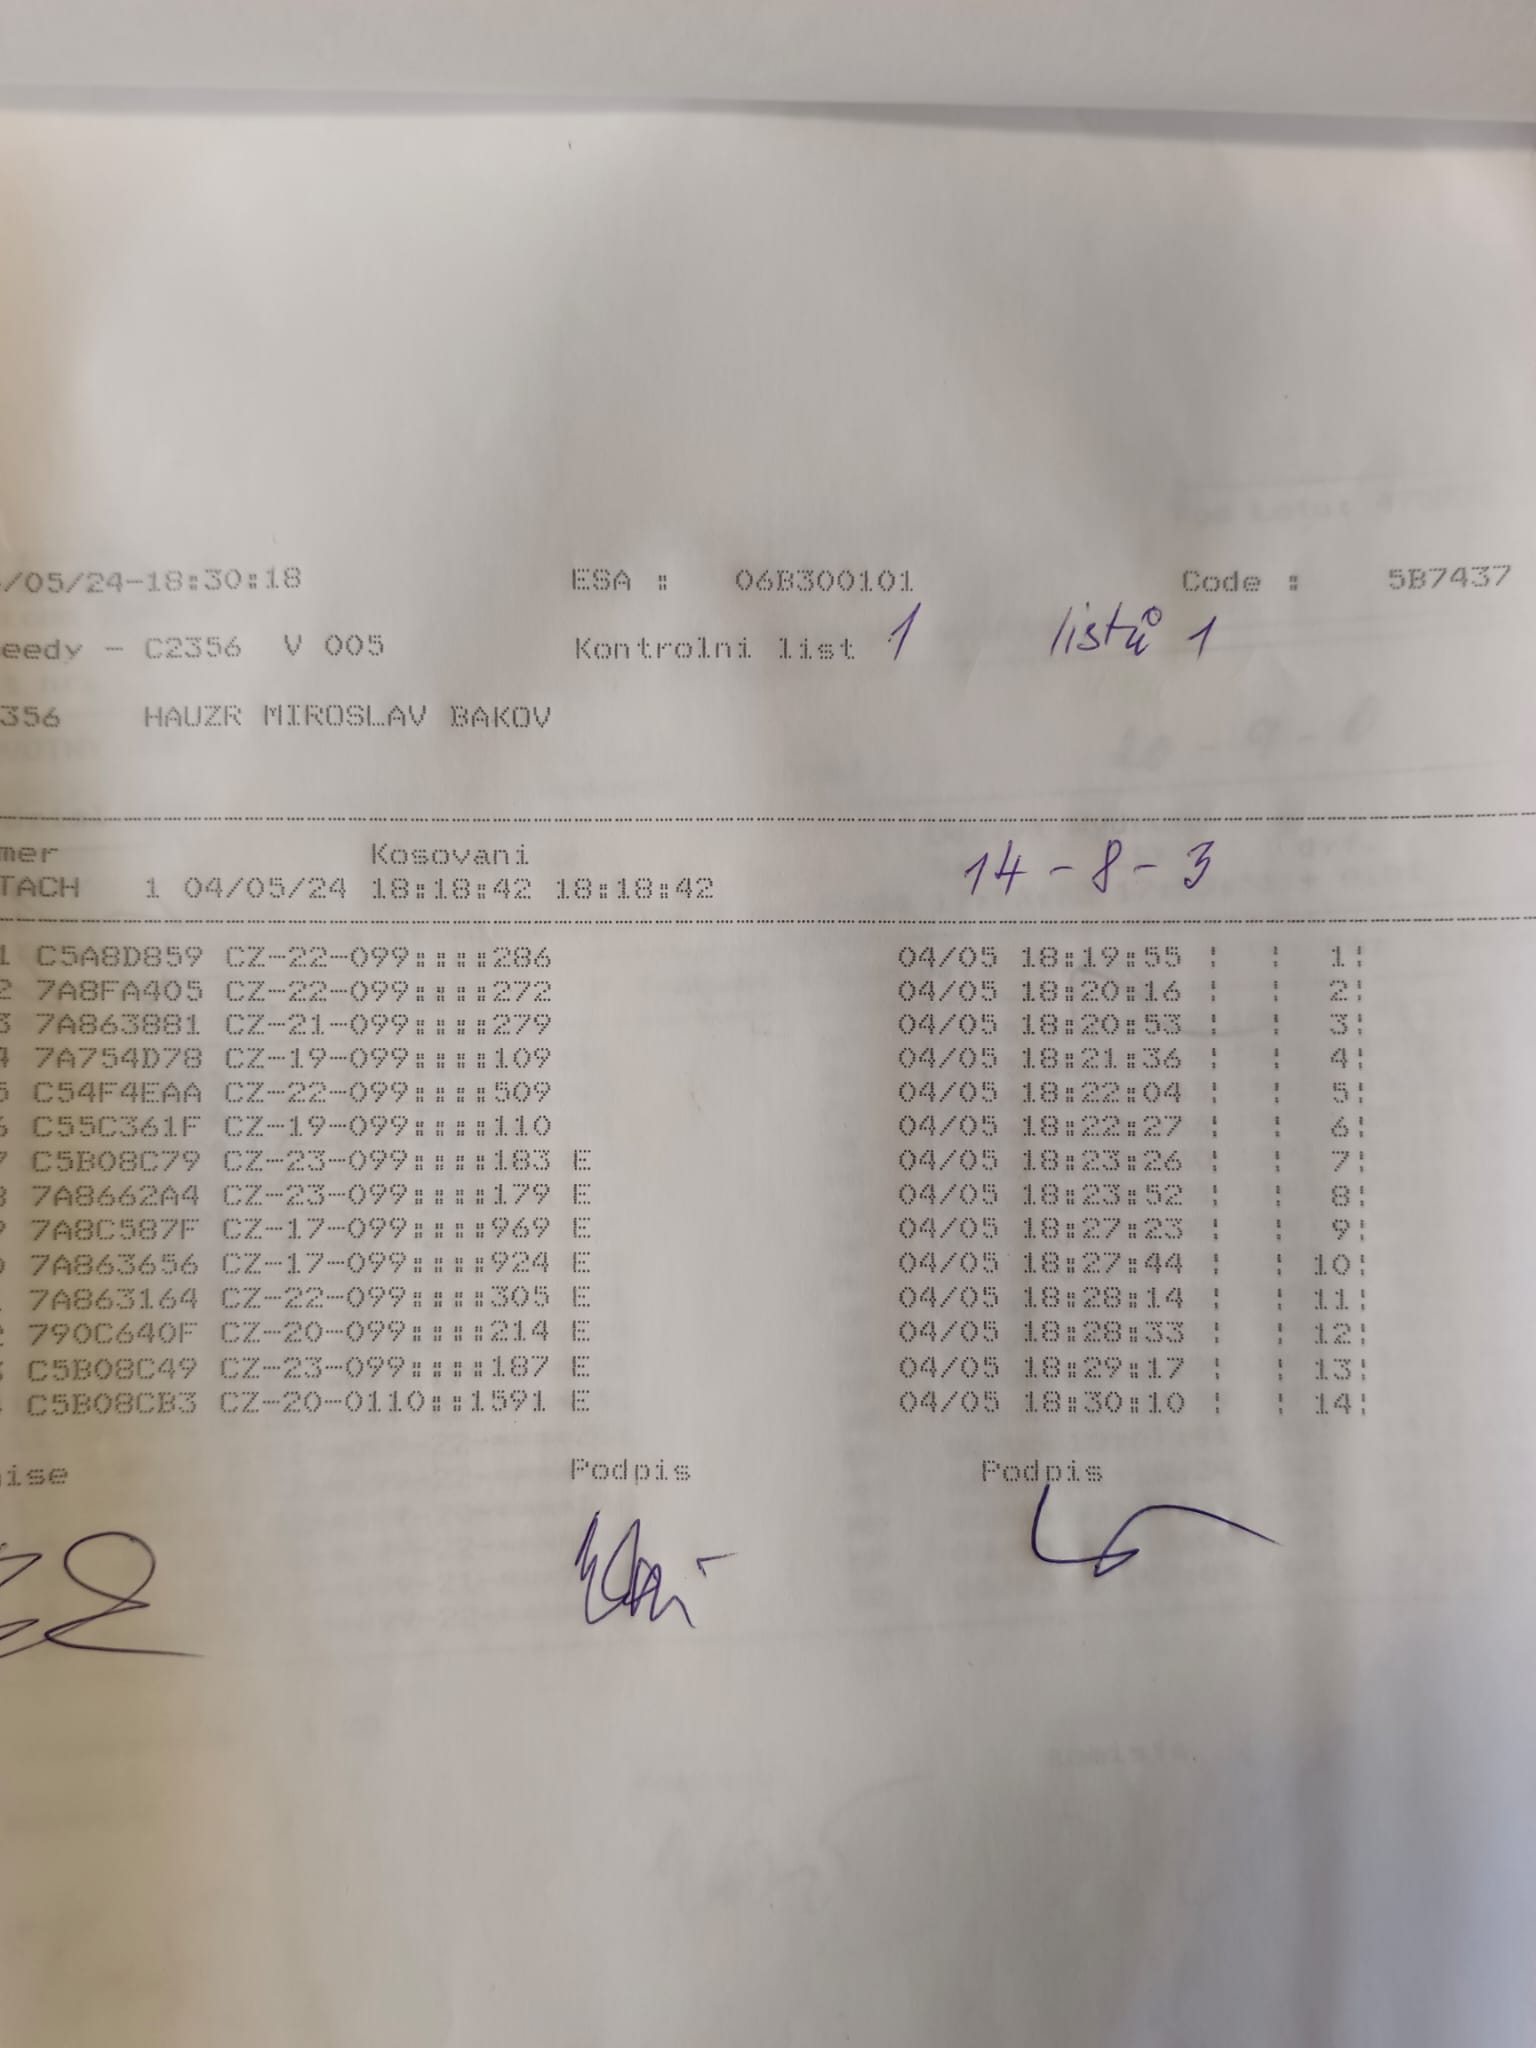 /05/24-18:30:18 ESA : 06B300101 Code : 5B7437
eedy - C2356 V 005 Kontrolni list 1 listů 1
356 HAUZR MIROSLAV BAKOV
mer Kosovani
TACH 1 04/05/24 18:18:42 18:18:42 14-8-3
1 C5A8D859 CZ-22-099::::286 04/05 18:19:55 ¦ ¦ 1¦
2 7A8FA405 CZ-22-099::::272 04/05 18:20:16 ¦ ¦ 2¦
3 7A863881 CZ-21-099::::279 04/05 18:20:53 ¦ ¦ 3¦
4 7A754D78 CZ-19-099::::109 04/05 18:21:36 ¦ ¦ 4¦
5 C54F4EAA CZ-22-099::::509 04/05 18:22:04 ¦ ¦ 5¦
6 C55C361F CZ-19-099::::110 04/05 18:22:27 ¦ ¦ 6¦
7 C5B08C79 CZ-23-099::::183 E 04/05 18:23:26 ¦ ¦ 7¦
8 7A8662A4 CZ-23-099::::179 E 04/05 18:23:52 ¦ ¦ 8¦
9 7A8C587F CZ-17-099::::969 E 04/05 18:27:23 ¦ ¦ 9¦
0 7A863656 CZ-17-099::::924 E 04/05 18:27:44 ¦ ¦ 10¦
7A863164 CZ-22-099::::305 E 04/05 18:28:14 ¦ ¦ 11¦
2 790C640F CZ-20-099::::214 E 04/05 18:28:33 ¦ ¦ 12¦
3 C5B08C49 CZ-23-099::::187 E 04/05 18:29:17 ¦ ¦ 13¦
C5B08CB3 CZ-20-0110::1591 E 04/05 18:30:10 ¦ ¦ 14¦
ise Podpis Podpis